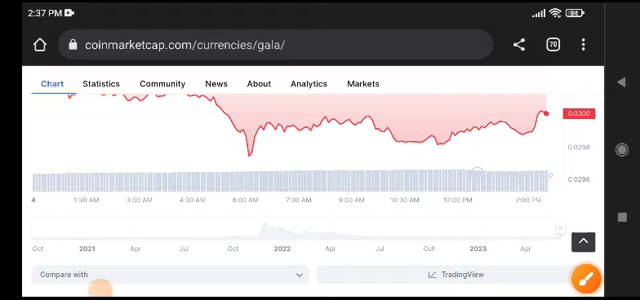 2:37 PM
coinmarketcap.com/currencies/gala/
70
Chart Statistics Community News About Analytics Markets
0.0300
0.0298
0.0296
4 1:30 AM 3:00 AM 4:30 AM 6:00 AM 7:30 AM 9:00 AM 10:30 AM 12:00 PM 2:00 PM
Oct 2021 Apr Jul Oct 2022 Apr Jul Oct 2023 Apr
Compare with TradingView